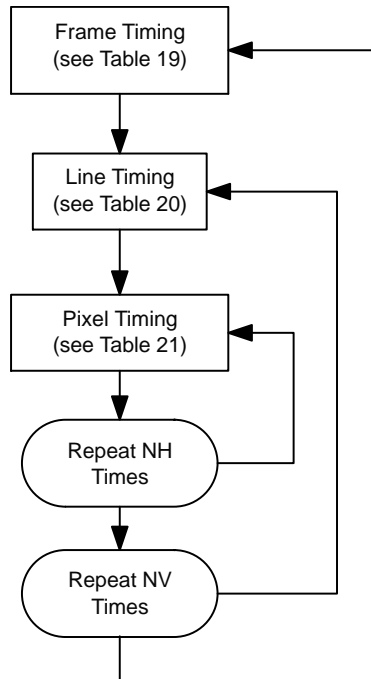 Frame Timing
(see Table 19)
Line Timing
(see Table 20)
Pixel Timing
(see Table 21)
Repeat NH
Times
Repeat NV
Times